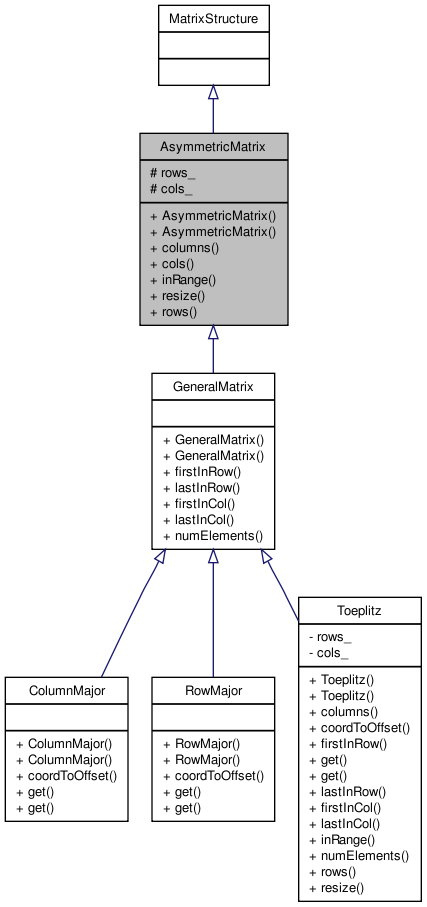 MatrixStructure
AsymmetricMatrix
# rows_
# cols_
+ AsymmetricMatrix()
+ AsymmetricMatrix()
+ columns()
+ cols()
+ inRange()
+ resize()
+ rows()
GeneralMatrix
+ GeneralMatrix()
+ GeneralMatrix()
+ firstInRow()
+ lastInRow()
+ firstInCol()
+ lastInCol()
+ numElements()
ColumnMajor
+ ColumnMajor()
+ ColumnMajor()
+ coordToOffset()
+ get()
+ get()
RowMajor
+ RowMajor()
+ RowMajor()
+ coordToOffset()
+ get()
+ get()
Toeplitz
- rows_
- cols_
+ Toeplitz()
+ Toeplitz()
+ columns()
+ coordToOffset()
+ firstInRow()
+ get()
+ get()
+ lastInRow()
+ firstInCol()
+ lastInCol()
+ inRange()
+ numElements()
+ rows()
+ resize()